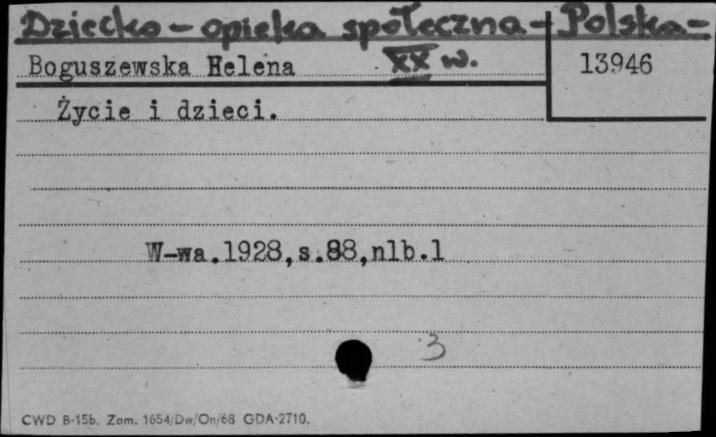 Dziecko - opieka społeczna - Polska -
XX w.
Boguszewska Helena
13946
Życie i dzieci.
W-wa.1928,s.88,nlb.1
3
CWD B-15b. Zam. 1654/Dw/On/68 GDA-2710.